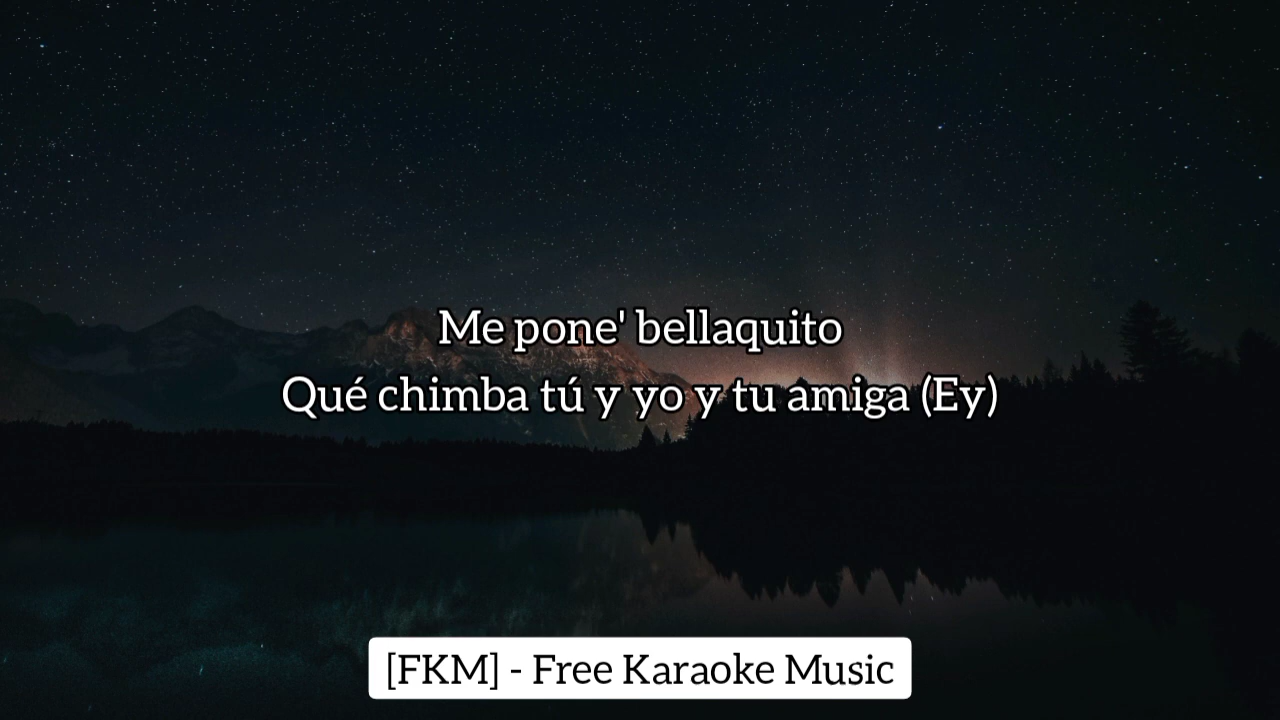 Me pone' bellaquito
Qué chimba tú y yo y tu amiga (Ey)
[FKM] - Free Karaoke Music